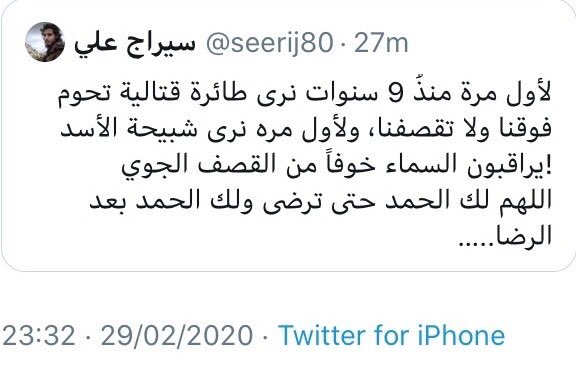 سيراج علي @seerij80 · 27m
لأول مرة منذُ 9 سنوات نرى طائرة قتالية تحوم
فوقنا ولا تقصفنا، ولأول مره نرى شبيحة الأسد
يراقبون السماء خوفاً من القصف الجوي!
اللهم لك الحمد حتى ترضى ولك الحمد بعد
الرضا.....
23:32 · 29/02/2020 · Twitter for iPhone